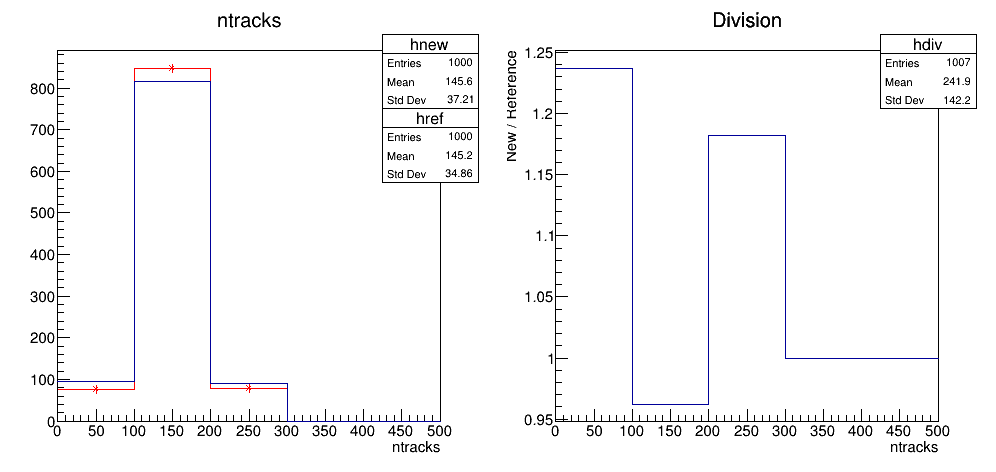 ntracks
hnew
Entries 1000
Mean 145.6
Std Dev 37.21
href
Entries 1000
Mean 145.2
Std Dev 34.86
800
700
600
500
400
300
200
100
0
0 50 100 150 200 250 300 350 400 450 500
ntracks
Division
hdiv
Entries 1007
Mean 241.9
Std Dev 142.2
New / Reference
1.25
1.2
1.15
1.1
1.05
1
0.95
0 50 100 150 200 250 300 350 400 450 500
ntracks